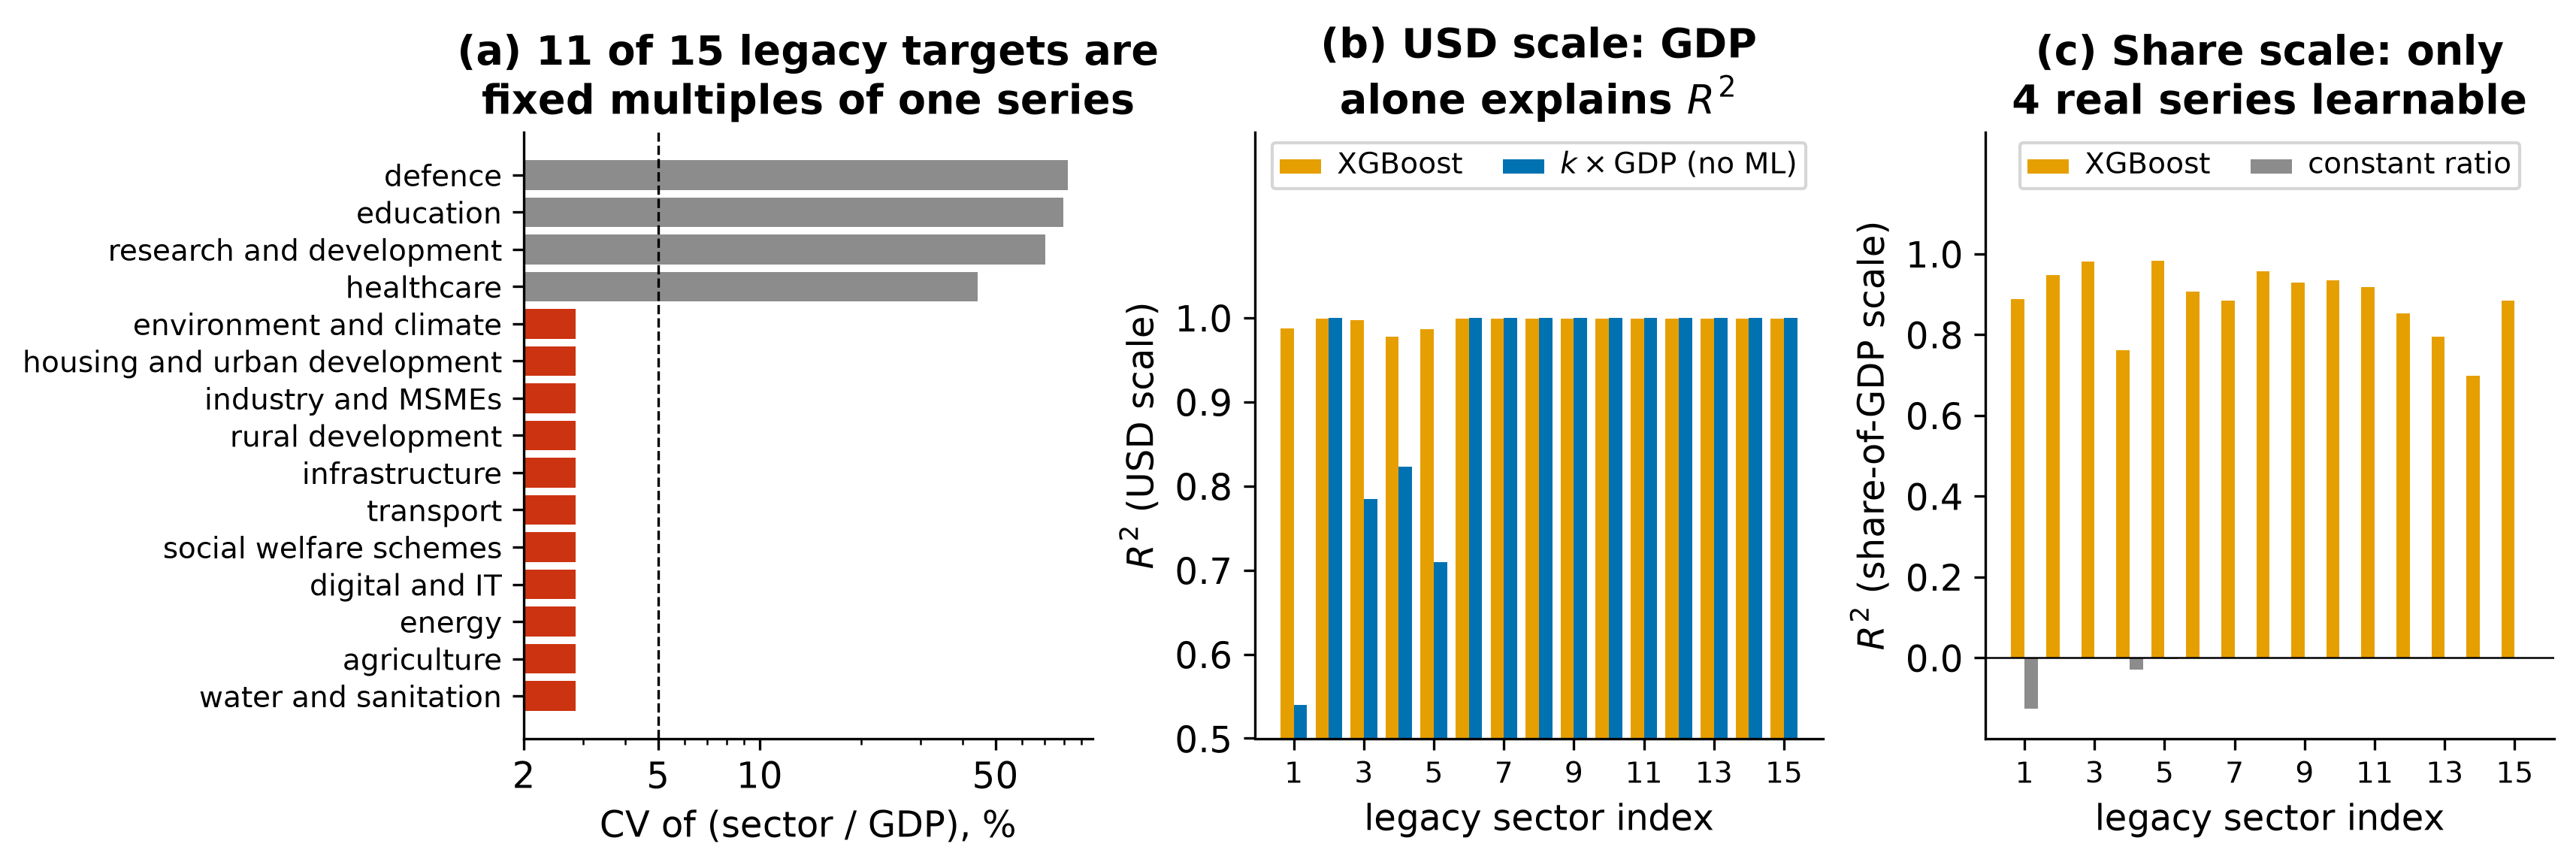 (a) 11 of 15 legacy targets are
fixed multiples of one series
defence
education
research and development
healthcare
environment and climate
housing and urban development
industry and MSMEs
rural development
infrastructure
transport
social welfare schemes
digital and IT
energy
agriculture
water and sanitation
2 5 10 50
CV of (sector / GDP), %
(b) USD scale: GDP
alone explains R²
XGBoost k × GDP (no ML)
R² (USD scale)
1.0
0.9
0.8
0.7
0.6
0.5
1 3 5 7 9 11 13 15
legacy sector index
(c) Share scale: only
4 real series learnable
XGBoost constant ratio
R² (share-of-GDP scale)
1.0
0.8
0.6
0.4
0.2
0.0
1 3 5 7 9 11 13 15
legacy sector index